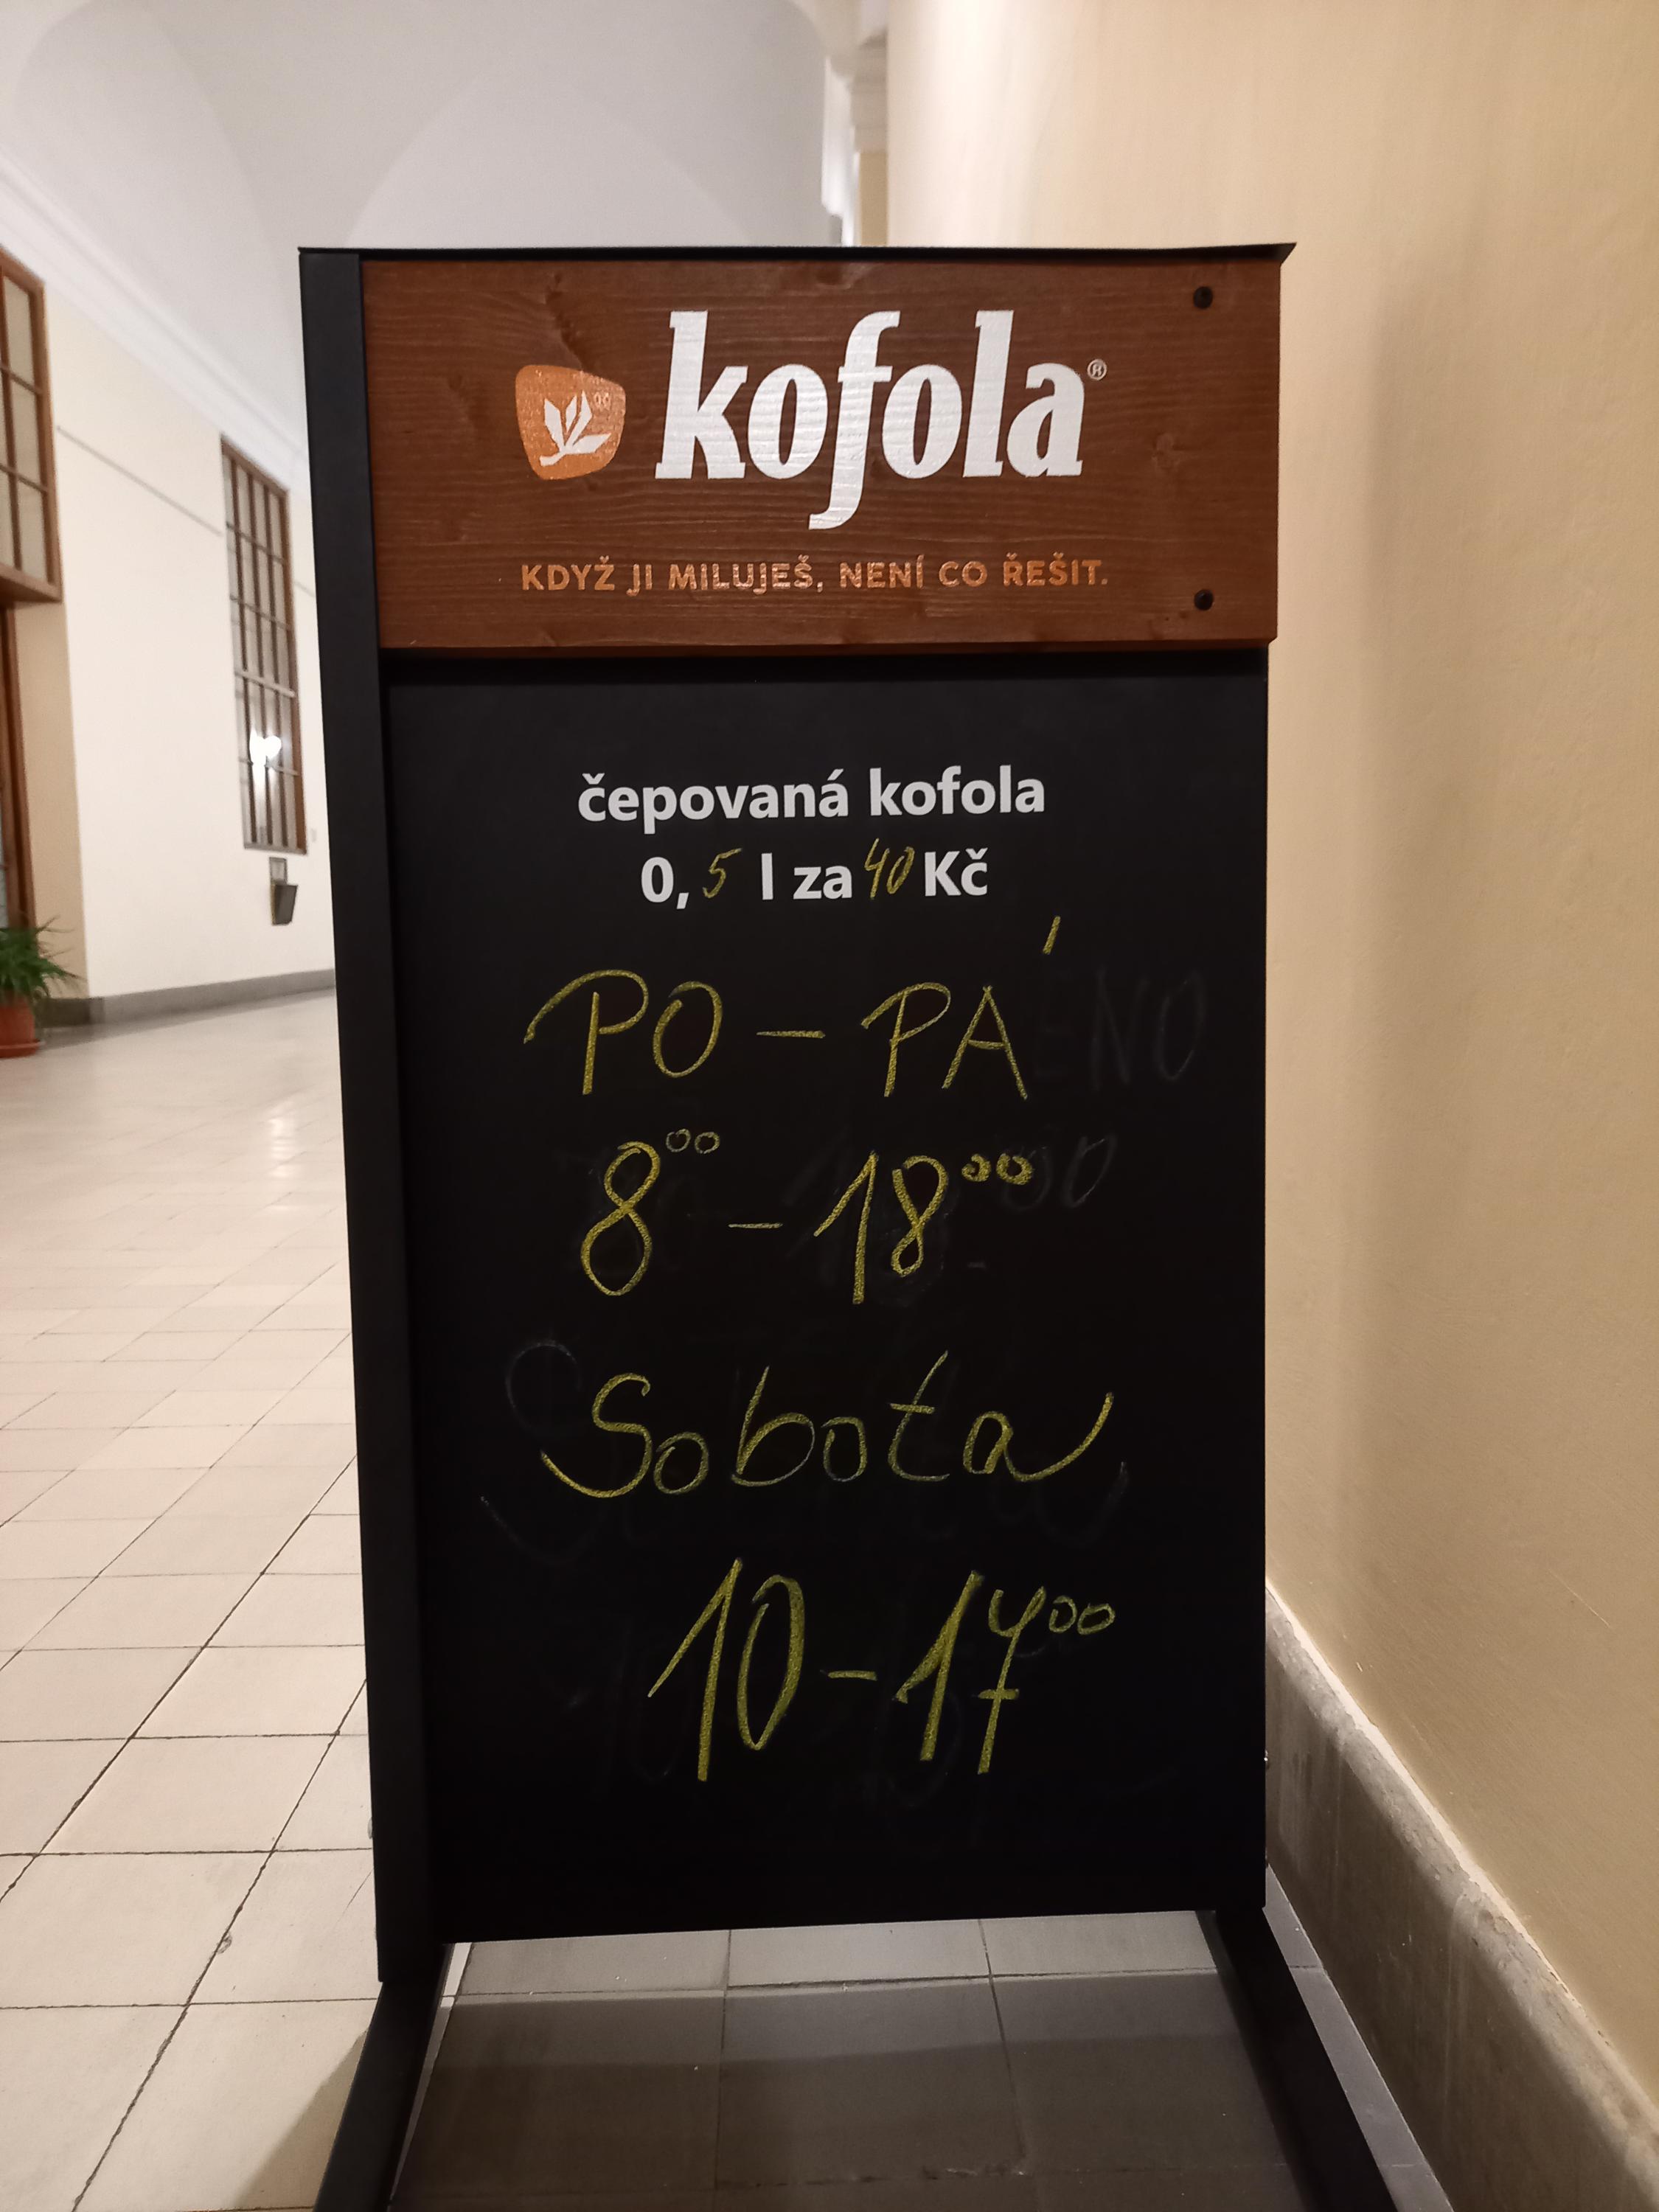 kofola®
KDYŽ JI MILUJEŠ, NENÍ CO ŘEŠIT.
čepovaná kofola
0,5 l za 40 Kč
PO - PÁ
8⁰⁰ - 18⁰⁰
Sobota
10 - 17⁰⁰